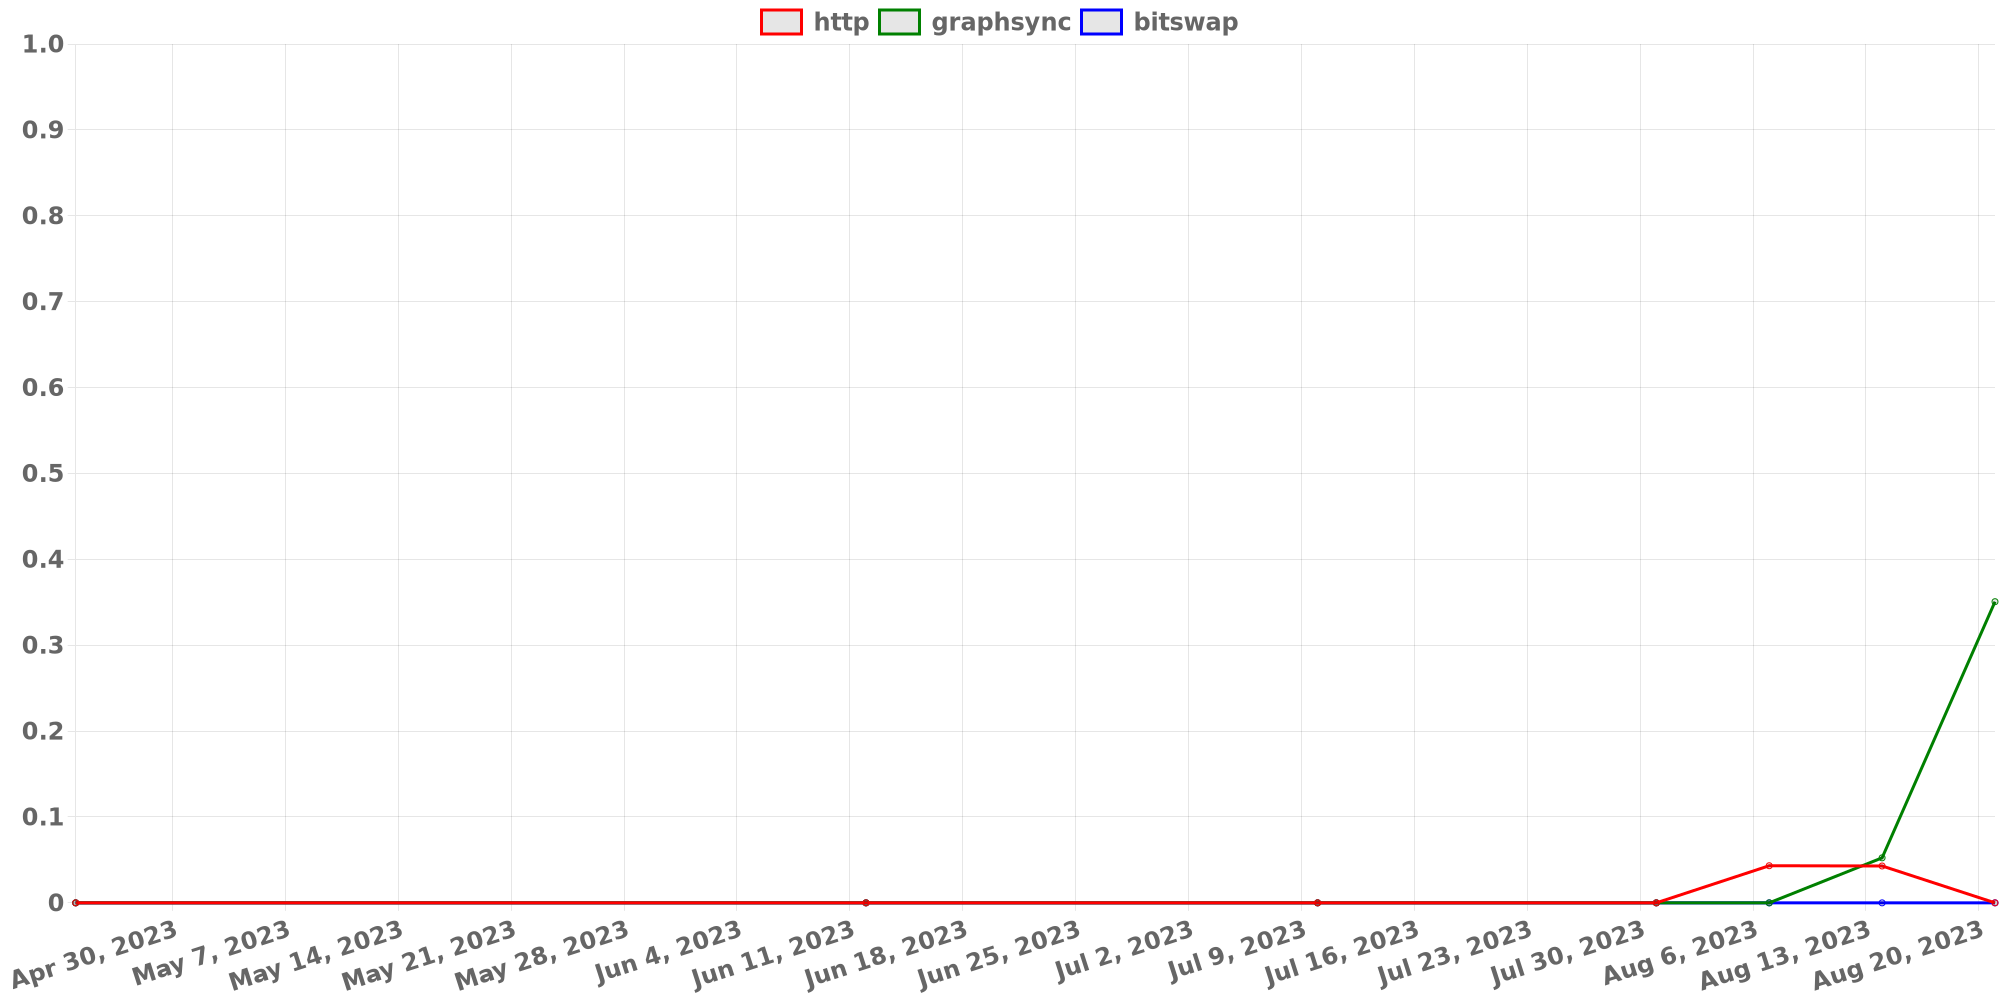 http graphsync bitswap
1.0
0.9
0.8
0.7
0.6
0.5
0.4
0.3
0.2
0.1
0
Apr 30, 2023
May 7, 2023
May 14, 2023
May 21, 2023
May 28, 2023
Jun 4, 2023
Jun 11, 2023
Jun 18, 2023
Jun 25, 2023
Jul 2, 2023
Jul 9, 2023
Jul 16, 2023
Jul 23, 2023
Jul 30, 2023
Aug 6, 2023
Aug 13, 2023
Aug 20, 2023